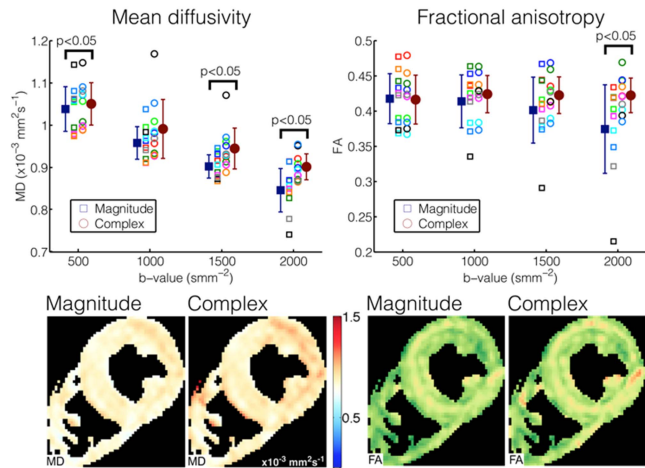 Mean diffusivity
Fractional anisotropy
p<0.05
p<0.05
p<0.05
MD (x10⁻³ mm²s⁻¹)
1.2
1.1
1
0.9
0.8
0.7
Magnitude
Complex
500 1000 1500 2000
b-value (smm⁻²)
p<0.05
FA
0.5
0.45
0.4
0.35
0.3
0.25
0.2
Magnitude
Complex
500 1000 1500 2000
b-value (smm⁻²)
Magnitude
Complex
MD
MD
x10⁻³ mm²s⁻¹
1.5
1
0.5
Magnitude
Complex
FA
FA